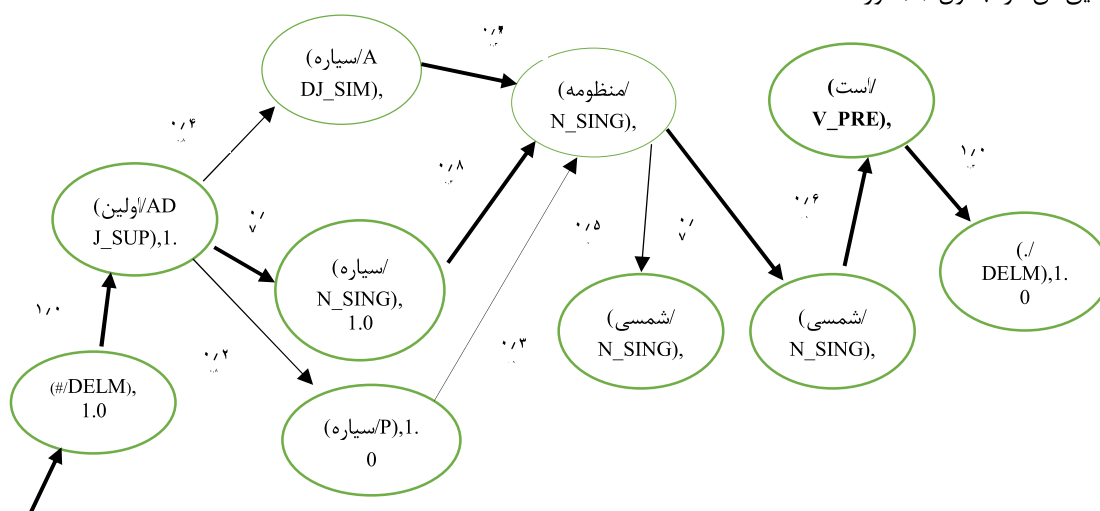 (سیاره/A
DJ_SIM),
(منظومه/
N_SING),
(است/
V_PRE),
۰٫۴
۰٫۸
۱٫۰
(اولین/AD
J_SUP),1.
۰٫۵
۰٫۶
(./
DELM),1.
0
(سیاره/
N_SING),
1.0
(شمسی/
N_SING),
(شمسی/
N_SING),
۱٫۰
۰٫۲
۰٫۳
(#/DELM),
1.0
(سیاره/P),1.
0